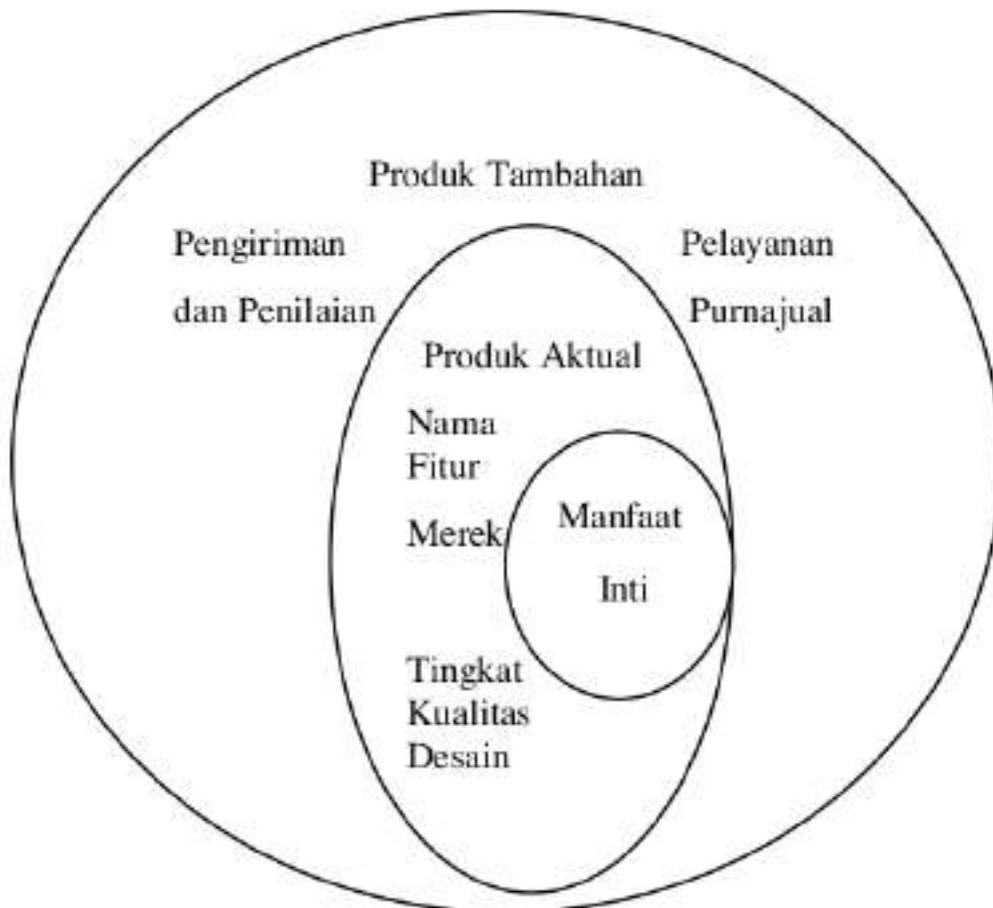 Produk Tambahan
Pengiriman
dan Penilaian
Pelayanan
Purnajual
Produk Aktual
Nama
Fitur
Merek
Manfaat
Inti
Tingkat
Kualitas
Desain